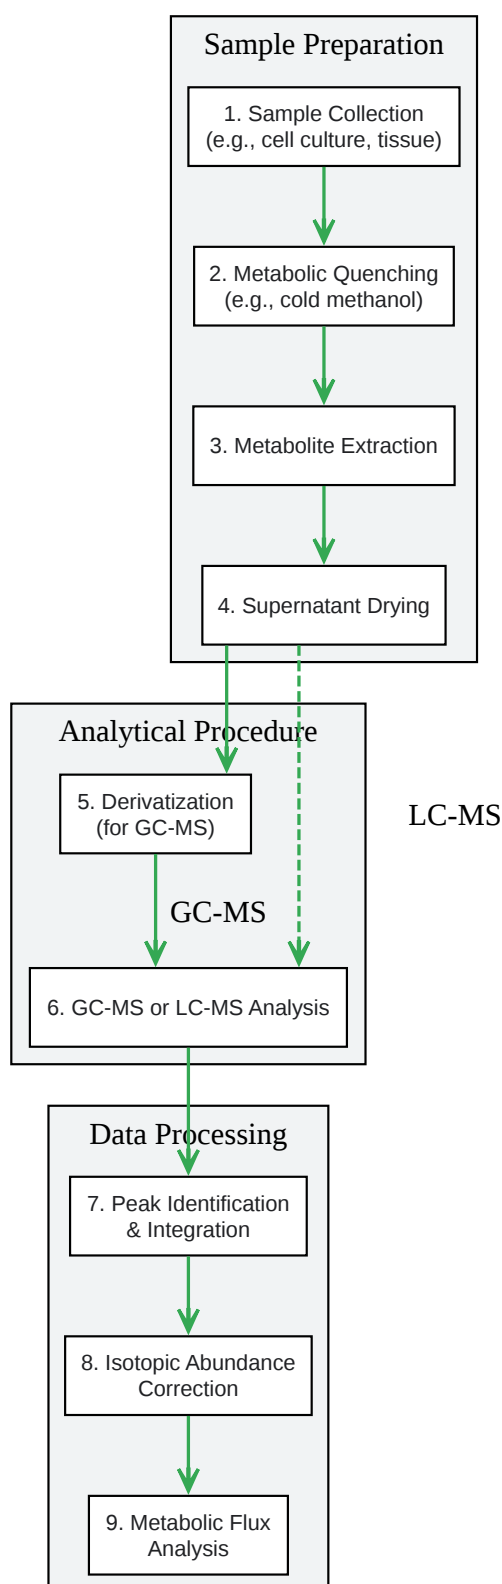 Sample Preparation
1. Sample Collection
(e.g., cell culture, tissue)
2. Metabolic Quenching
(e.g., cold methanol)
3. Metabolite Extraction
4. Supernatant Drying
Analytical Procedure
5. Derivatization
(for GC-MS)
LC-MS
GC-MS
6. GC-MS or LC-MS Analysis
Data Processing
7. Peak Identification
& Integration
8. Isotopic Abundance
Correction
9. Metabolic Flux
Analysis